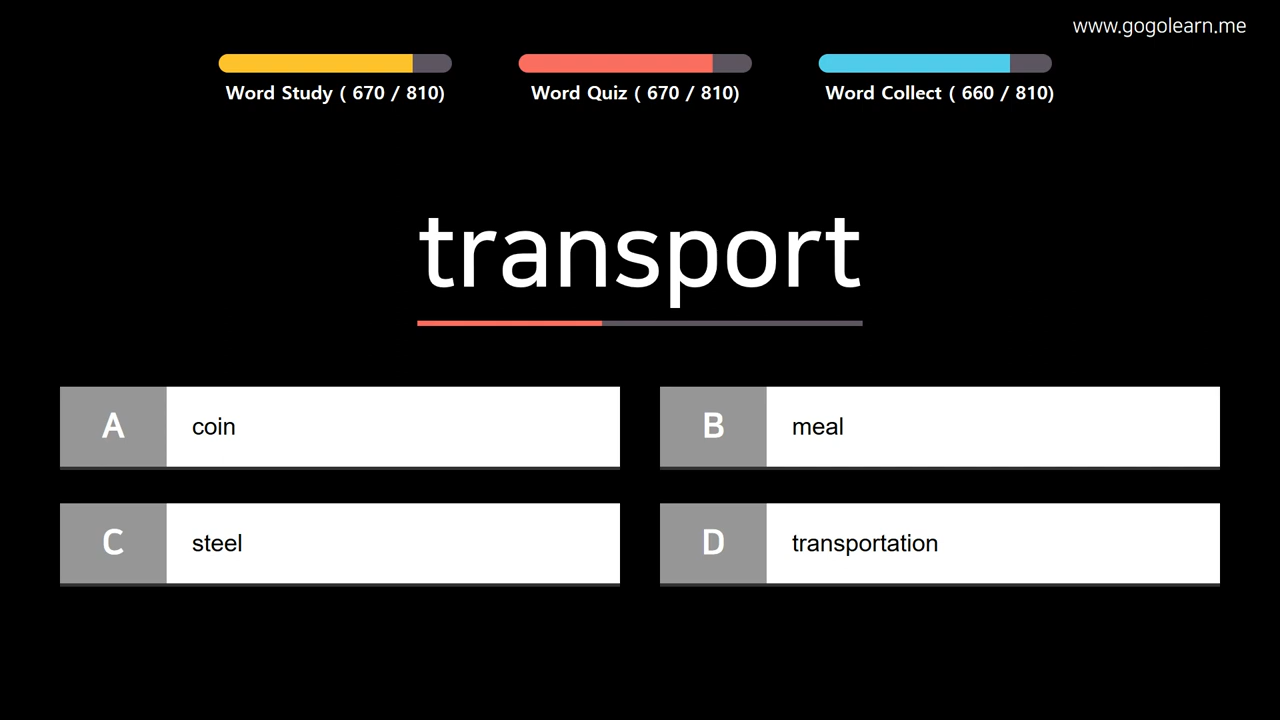 www.gogolearn.me
Word Study ( 670 / 810)
Word Quiz ( 670 / 810)
Word Collect ( 660 / 810)
transport
A coin
B meal
C steel
D transportation